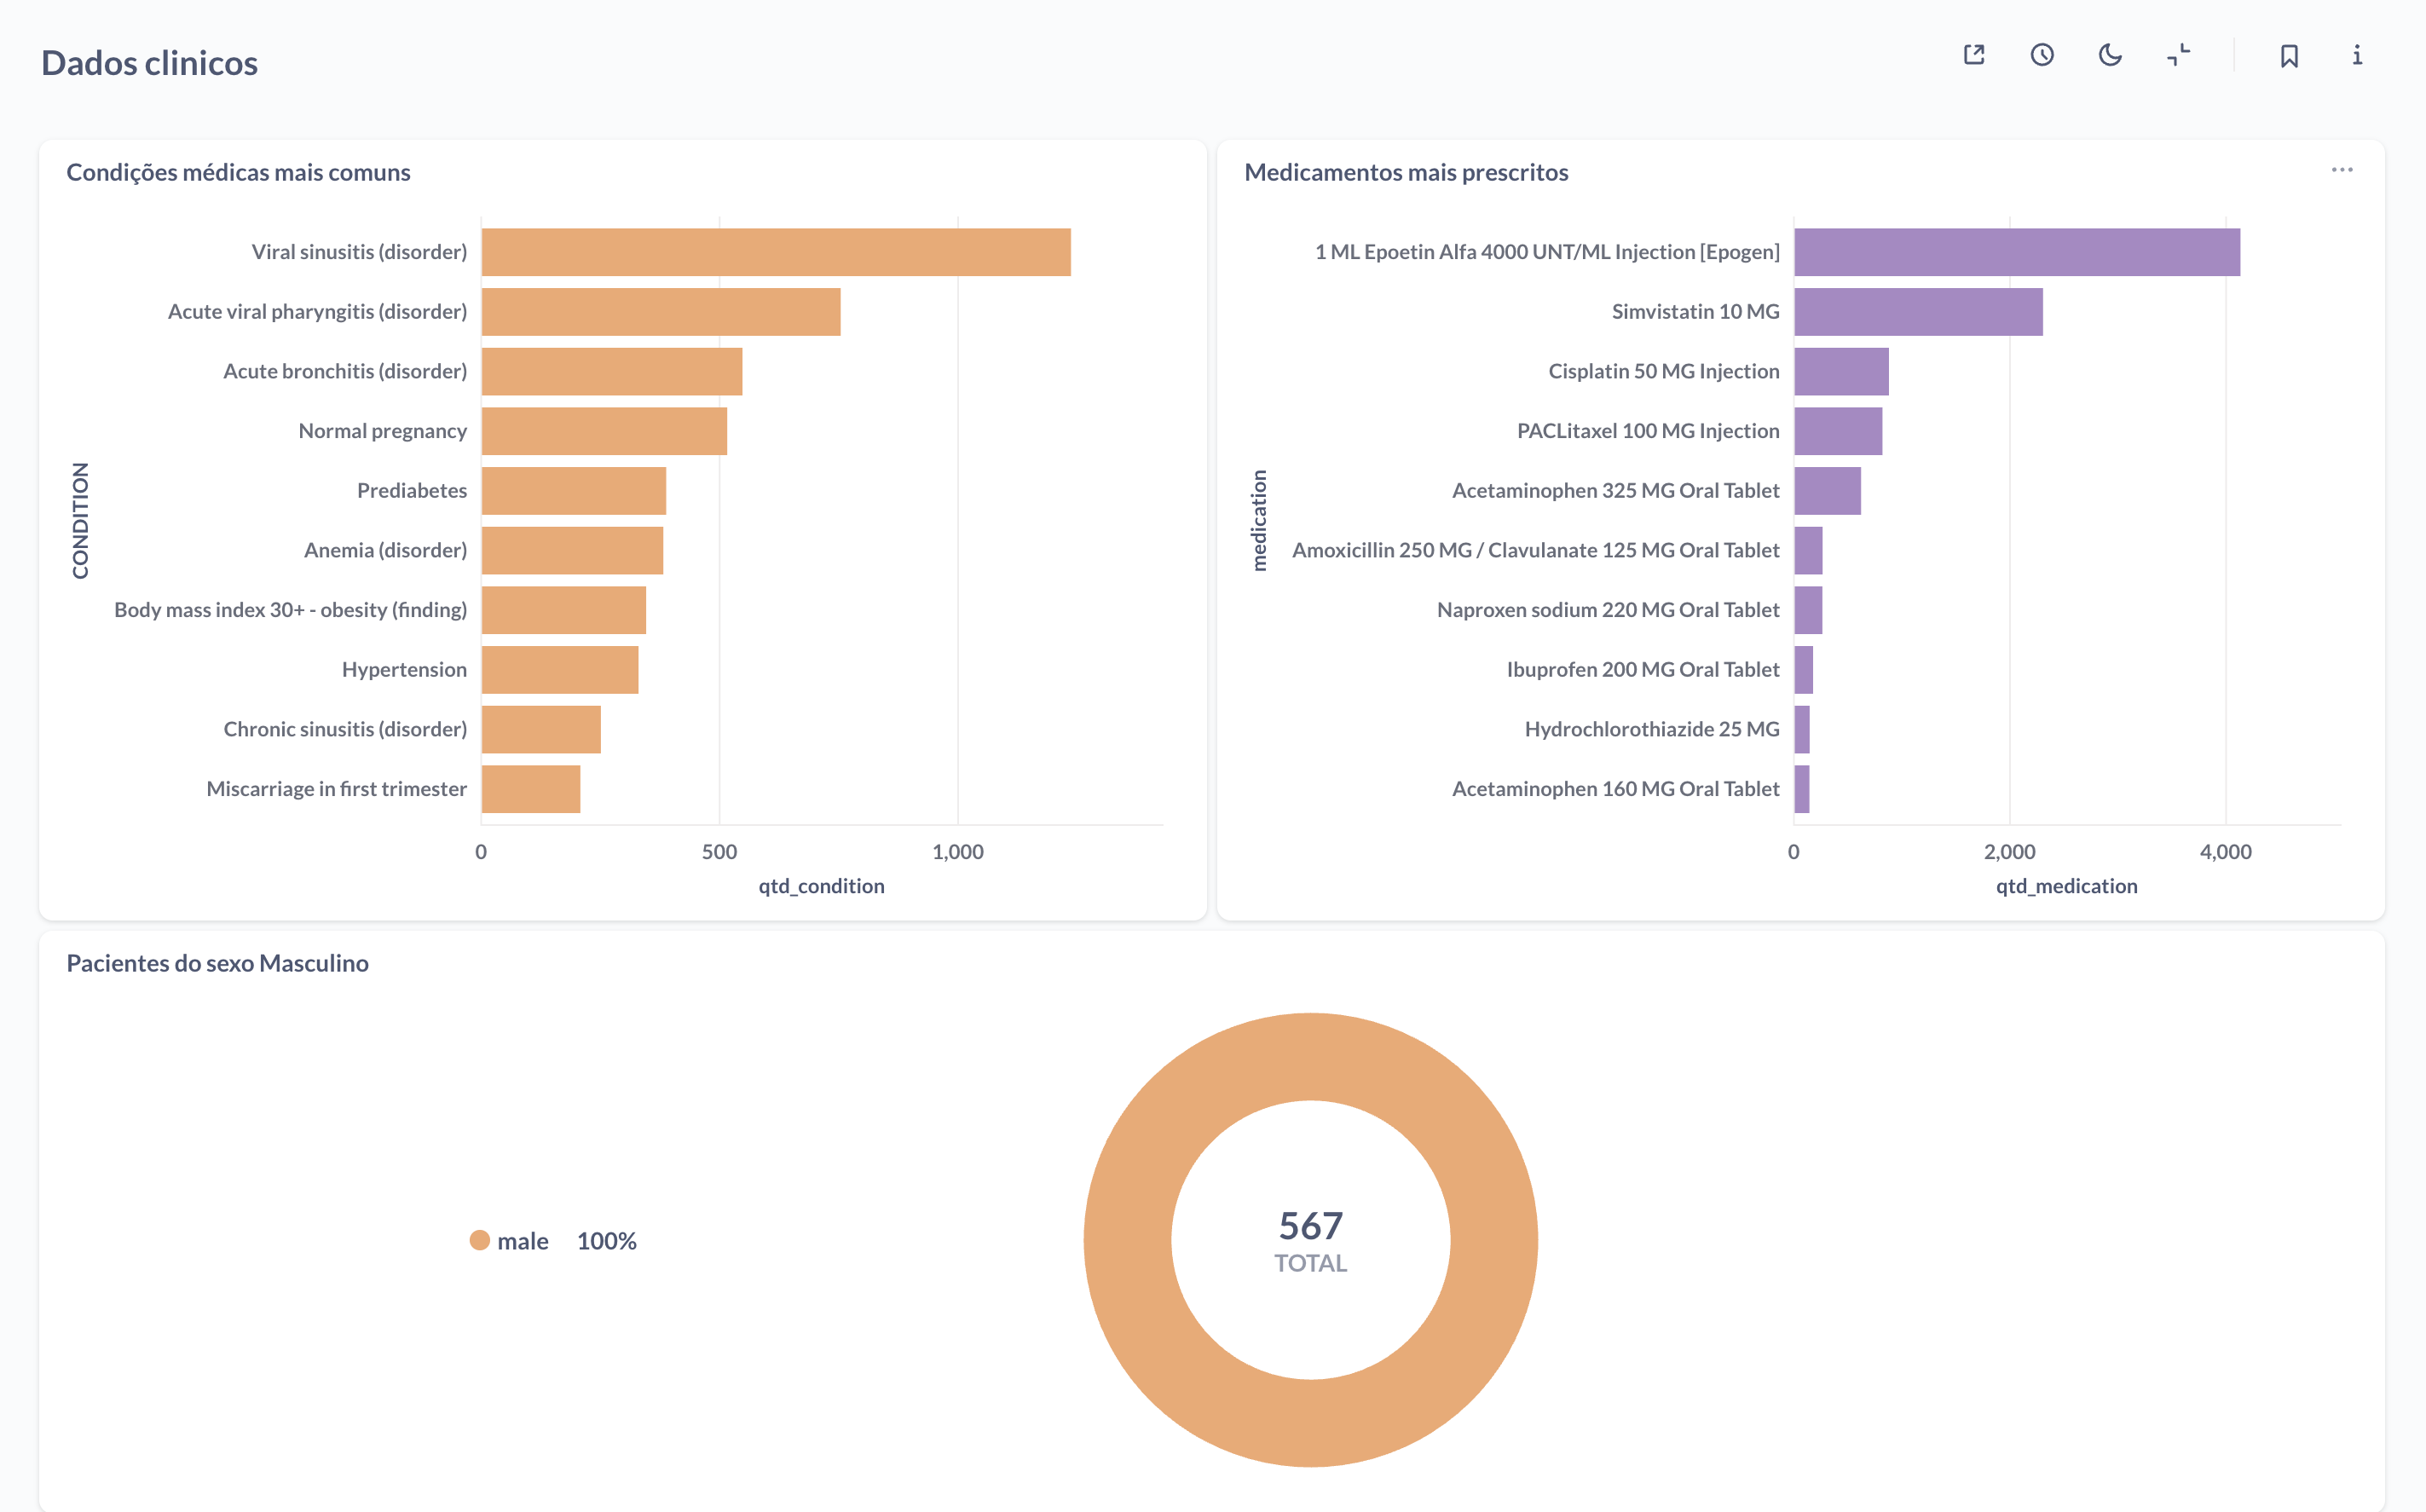 Dados clinicos
Condições médicas mais comuns
CONDITION
Viral sinusitis (disorder)
Acute viral pharyngitis (disorder)
Acute bronchitis (disorder)
Normal pregnancy
Prediabetes
Anemia (disorder)
Body mass index 30+ - obesity (finding)
Hypertension
Chronic sinusitis (disorder)
Miscarriage in first trimester
0 500 1,000
qtd_condition
Medicamentos mais prescritos
medication
1 ML Epoetin Alfa 4000 UNT/ML Injection [Epogen]
Simvistatin 10 MG
Cisplatin 50 MG Injection
PACLitaxel 100 MG Injection
Acetaminophen 325 MG Oral Tablet
Amoxicillin 250 MG / Clavulanate 125 MG Oral Tablet
Naproxen sodium 220 MG Oral Tablet
Ibuprofen 200 MG Oral Tablet
Hydrochlorothiazide 25 MG
Acetaminophen 160 MG Oral Tablet
0 2,000 4,000
qtd_medication
Pacientes do sexo Masculino
male 100%
567
TOTAL